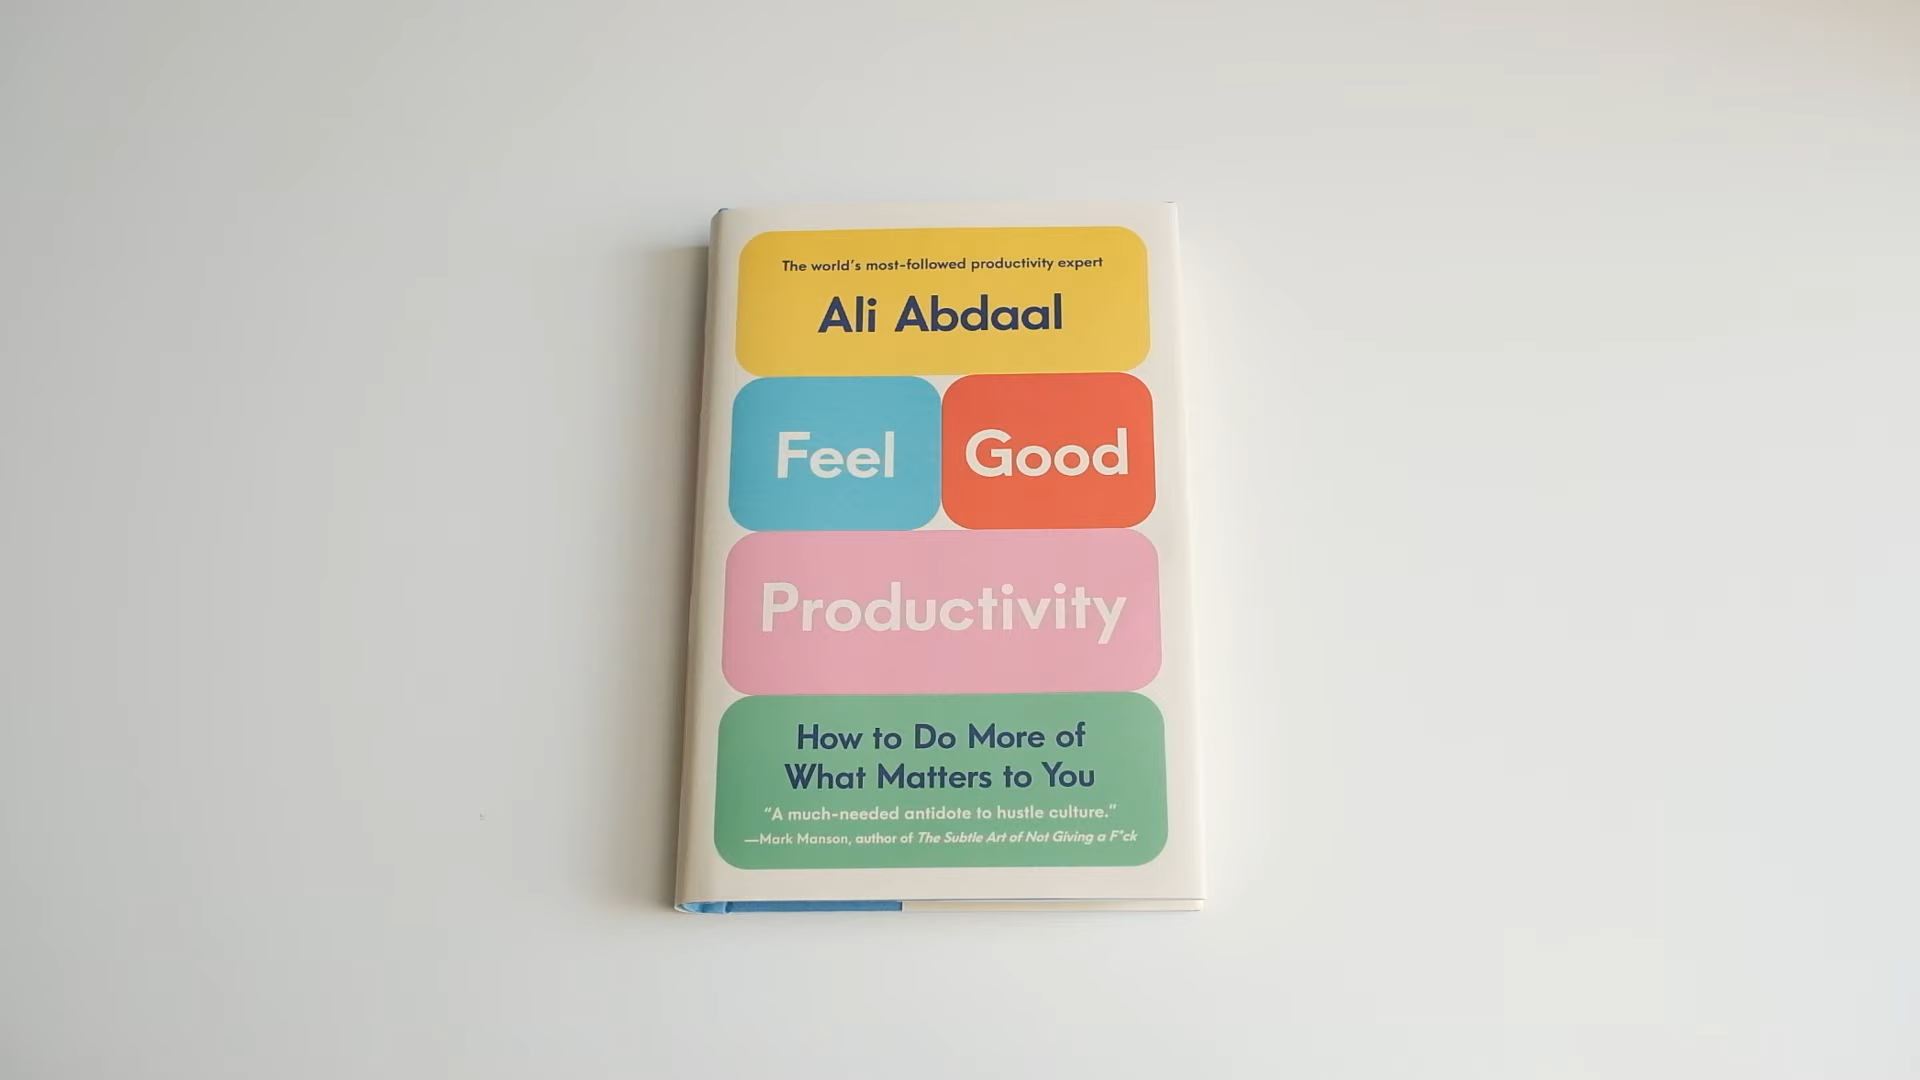 The world's most-followed productivity expert
Ali Abdaal
Feel Good
Productivity
How to Do More of
What Matters to You
“A much-needed antidote to hustle culture.”
—Mark Manson, author of The Subtle Art of Not Giving a F*ck